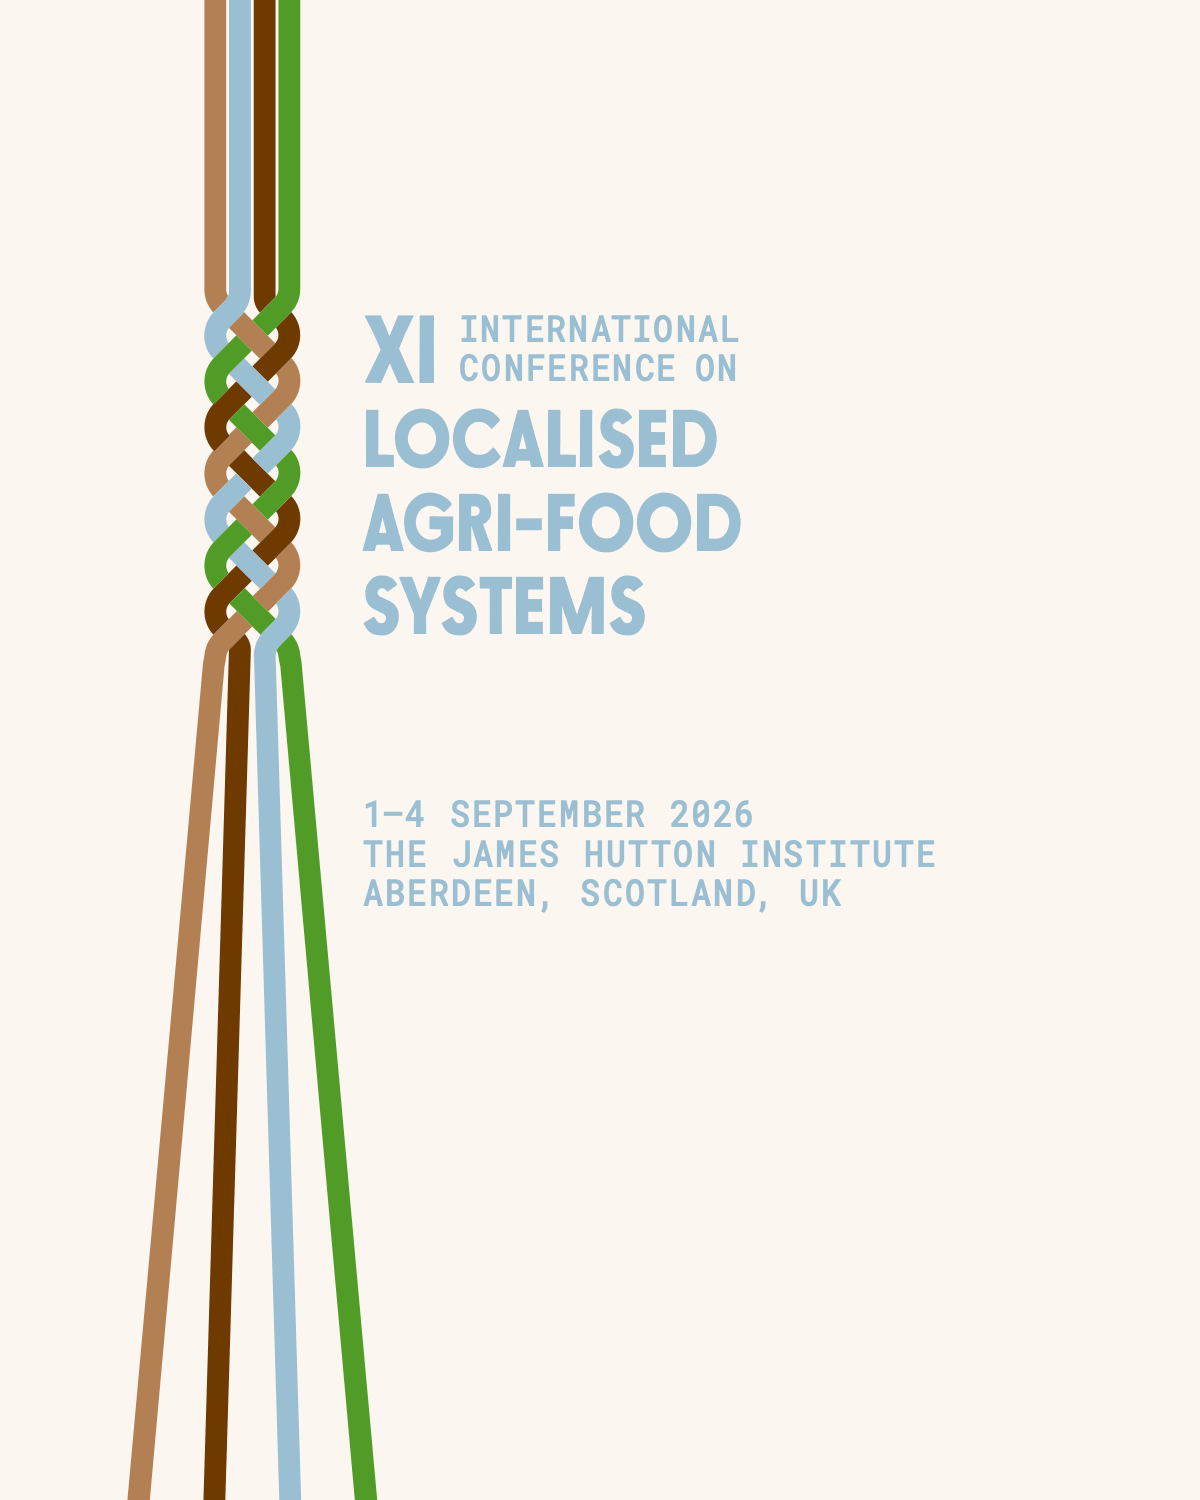 XI INTERNATIONAL
CONFERENCE ON
LOCALISED
AGRI-FOOD
SYSTEMS
1–4 SEPTEMBER 2026
THE JAMES HUTTON INSTITUTE
ABERDEEN, SCOTLAND, UK